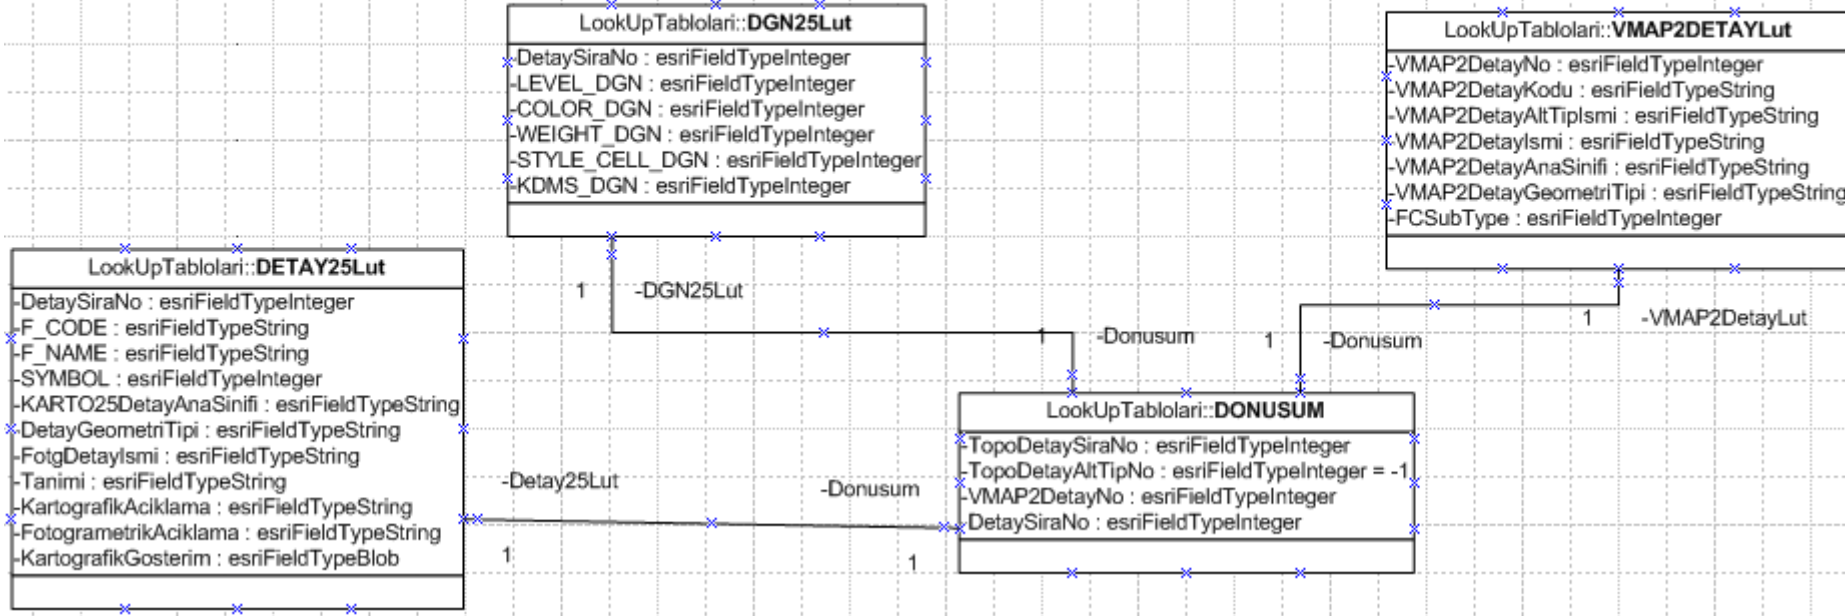 LookUpTablolari::DGN25Lut
-DetaySiraNo : esriFieldTypeInteger
-LEVEL_DGN : esriFieldTypeInteger
-COLOR_DGN : esriFieldTypeInteger
-WEIGHT_DGN : esriFieldTypeInteger
-STYLE_CELL_DGN : esriFieldTypeInteger
-KDMS_DGN : esriFieldTypeInteger
LookUpTablolari::VMAP2DETAYLut
-VMAP2DetayNo : esriFieldTypeInteger
-VMAP2DetayKodu : esriFieldTypeString
-VMAP2DetayAltTipIsmi : esriFieldTypeString
-VMAP2DetayIsmi : esriFieldTypeString
-VMAP2DetayAnaSinifi : esriFieldTypeString
-VMAP2DetayGeometriTipi : esriFieldTypeString
-FCSubType : esriFieldTypeInteger
LookUpTablolari::DETAY25Lut
-DetaySiraNo : esriFieldTypeInteger
-F_CODE : esriFieldTypeString
-F_NAME : esriFieldTypeString
-SYMBOL : esriFieldTypeInteger
-KARTO25DetayAnaSinifi : esriFieldTypeString
-DetayGeometriTipi : esriFieldTypeString
-FotgDetayIsmi : esriFieldTypeString
-Tanimi : esriFieldTypeString
-KartografikAciklama : esriFieldTypeString
-FotogrametrikAciklama : esriFieldTypeString
-KartografikGosterim : esriFieldTypeBlob
1
-DGN25Lut
1
-Donusum
1
-Donusum
1
-VMAP2DetayLut
LookUpTablolari::DONUSUM
-TopoDetaySiraNo : esriFieldTypeInteger
-TopoDetayAltTipNo : esriFieldTypeInteger = -1
-VMAP2DetayNo : esriFieldTypeInteger
-DetaySiraNo : esriFieldTypeInteger
-Detay25Lut
-Donusum
1
1